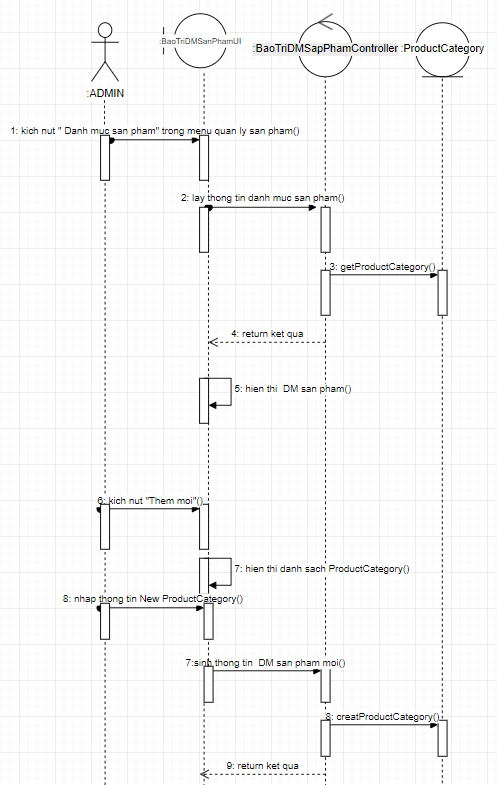 :BaoTriDMSanPhamUI
:BaoTriDMSapPhamController
:ProductCategory
:ADMIN
1: kich nut " Danh muc san pham" trong menu quan ly san pham()
2: lay thong tin danh muc san pham()
3: getProductCategory()
4: return ket qua
5: hien thi  DM san pham()
6: kich nut "Them moi"()
7: hien thi danh sach ProductCategory()
8: nhap thong tin New ProductCategory()
7:sinh thong tin  DM san pham moi()
8: creatProductCategory()
9: return ket qua